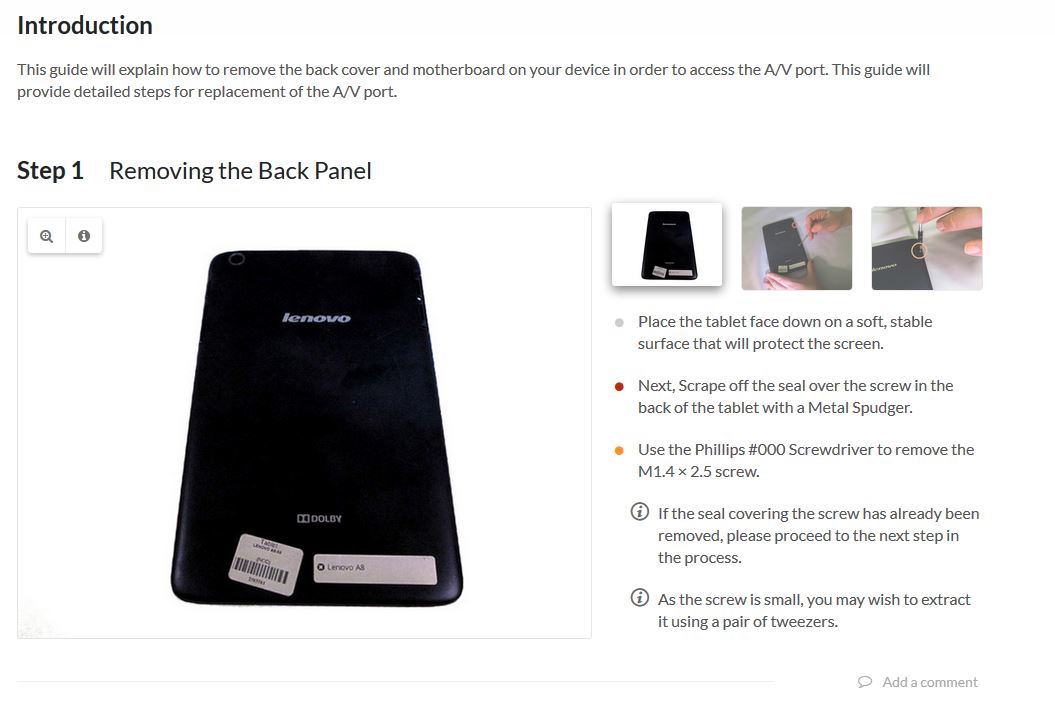 Introduction
This guide will explain how to remove the back cover and motherboard on your device in order to access the A/V port. This guide will
provide detailed steps for replacement of the A/V port.
Step 1 Removing the Back Panel
lenovo
DOLBY
Tablet
LENOVO A8-50
Lenovo A8
Place the tablet face down on a soft, stable
surface that will protect the screen.
Next, Scrape off the seal over the screw in the
back of the tablet with a Metal Spudger.
Use the Phillips #000 Screwdriver to remove the
M1.4 × 2.5 screw.
If the seal covering the screw has already been
removed, please proceed to the next step in
the process.
As the screw is small, you may wish to extract
it using a pair of tweezers.
Add a comment